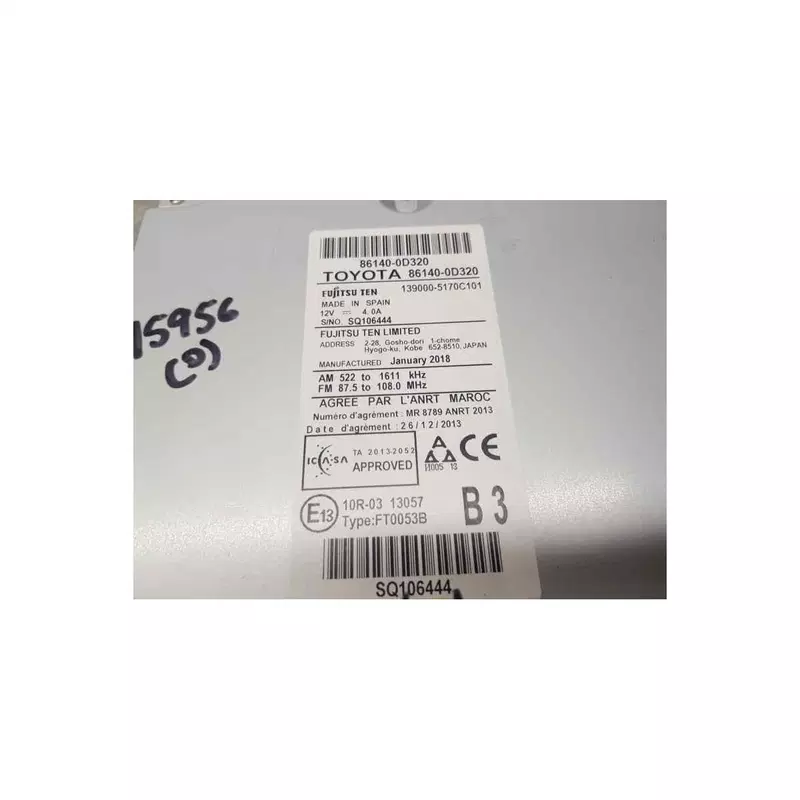 15956
(0)
86140-0D320
TOYOTA 86140-0D320
FUJITSU TEN 139000-5170C101
MADE IN SPAIN
12V 4.0A
S/NO. SQ106444
FUJITSU TEN LIMITED
ADDRESS 2-28, Gosho-dori 1-chome
Hyogo-ku, Kobe 652-8510, JAPAN
MANUFACTURED January 2018
AM 522 to 1611 kHz
FM 87.5 to 108.0 MHz
AGREE PAR L'ANRT MAROC
Numéro d'agrément : MR 8789 ANRT 2013
Date d'agrément : 26/12/2013
ICASA TA 2013-2052
APPROVED
И005 13
CE
E13 10R-03 13057
Type:FT0053B
B3
SQ106444